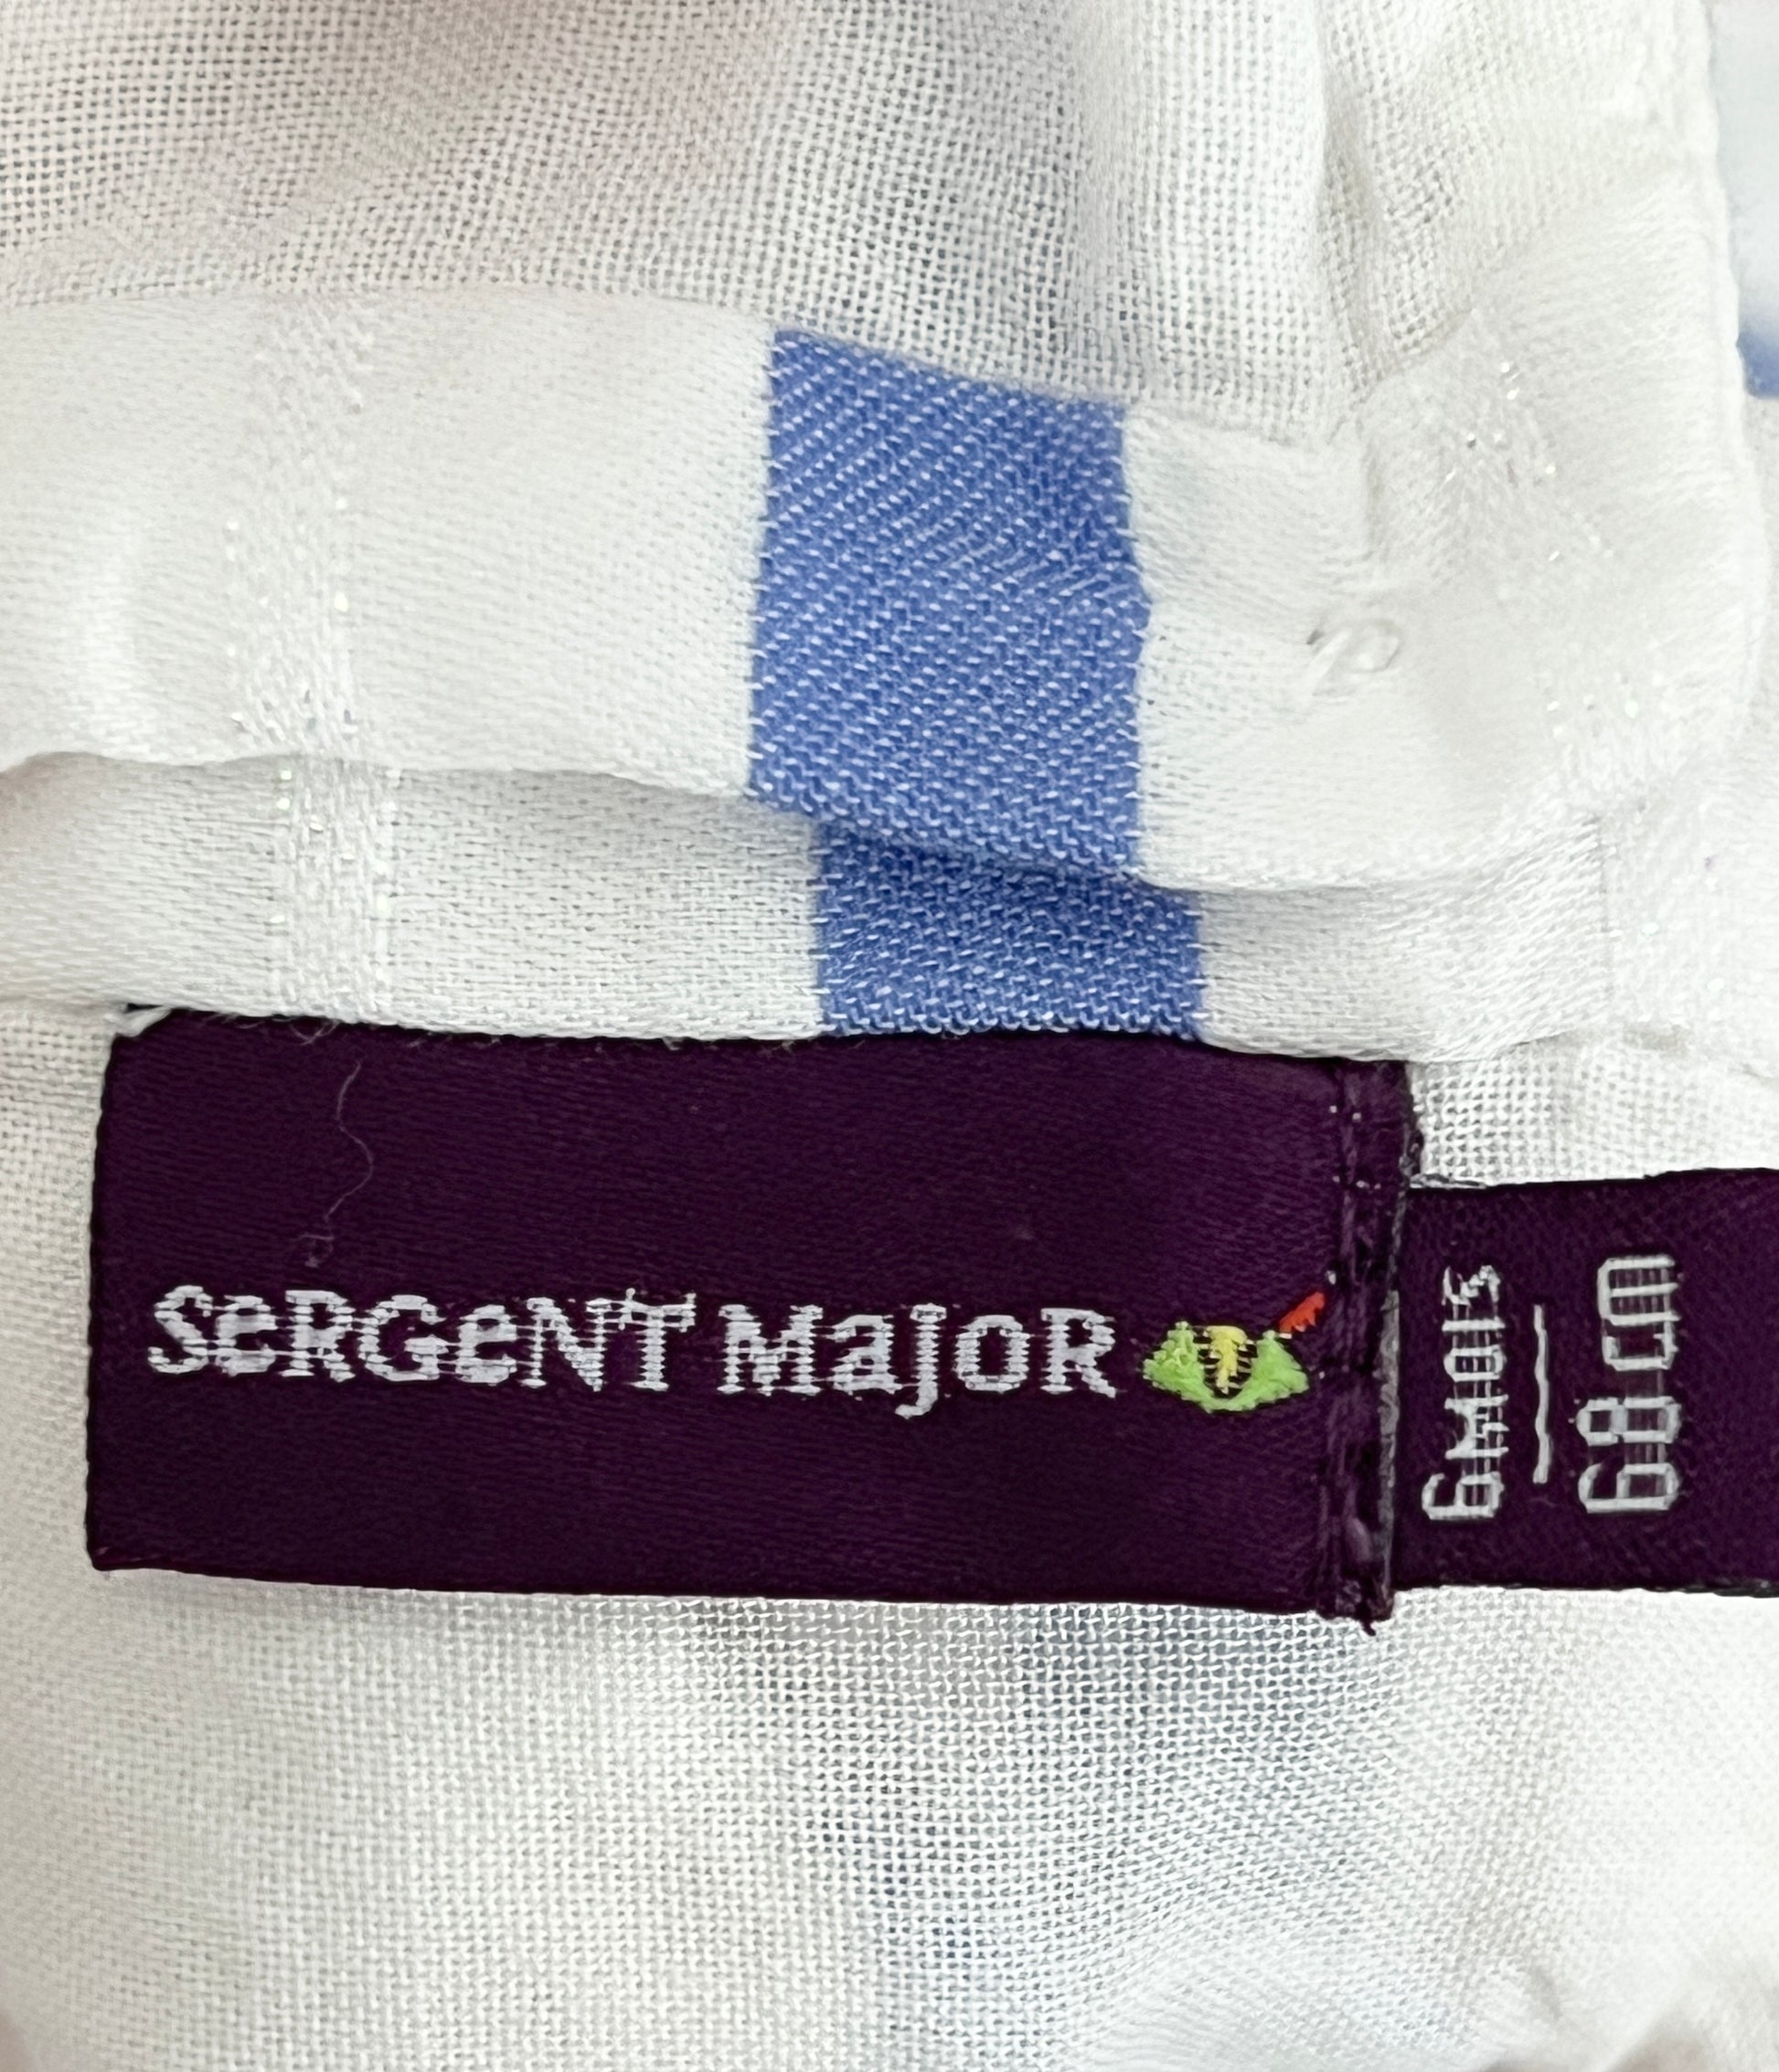 SeRGeNT MajoR
6MOIS
68 cm